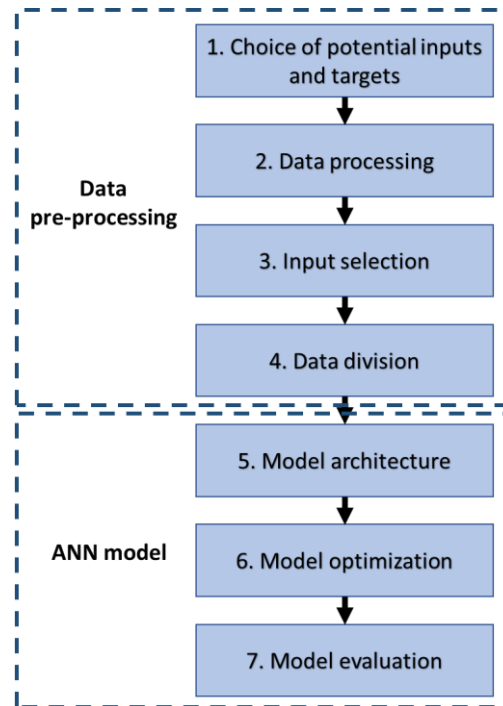 1. Choice of potential inputs
and targets
2. Data processing
Data
pre-processing
3. Input selection
4. Data division
5. Model architecture
ANN model
6. Model optimization
7. Model evaluation